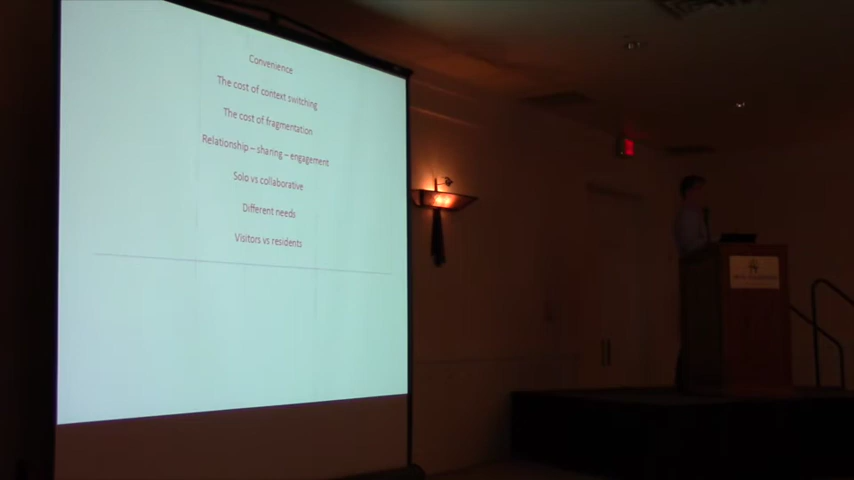 Convenience
The cost of context switching
The cost of fragmentation
Relationship – sharing – engagement
Solo vs collaborative
Different needs
Visitors vs residents